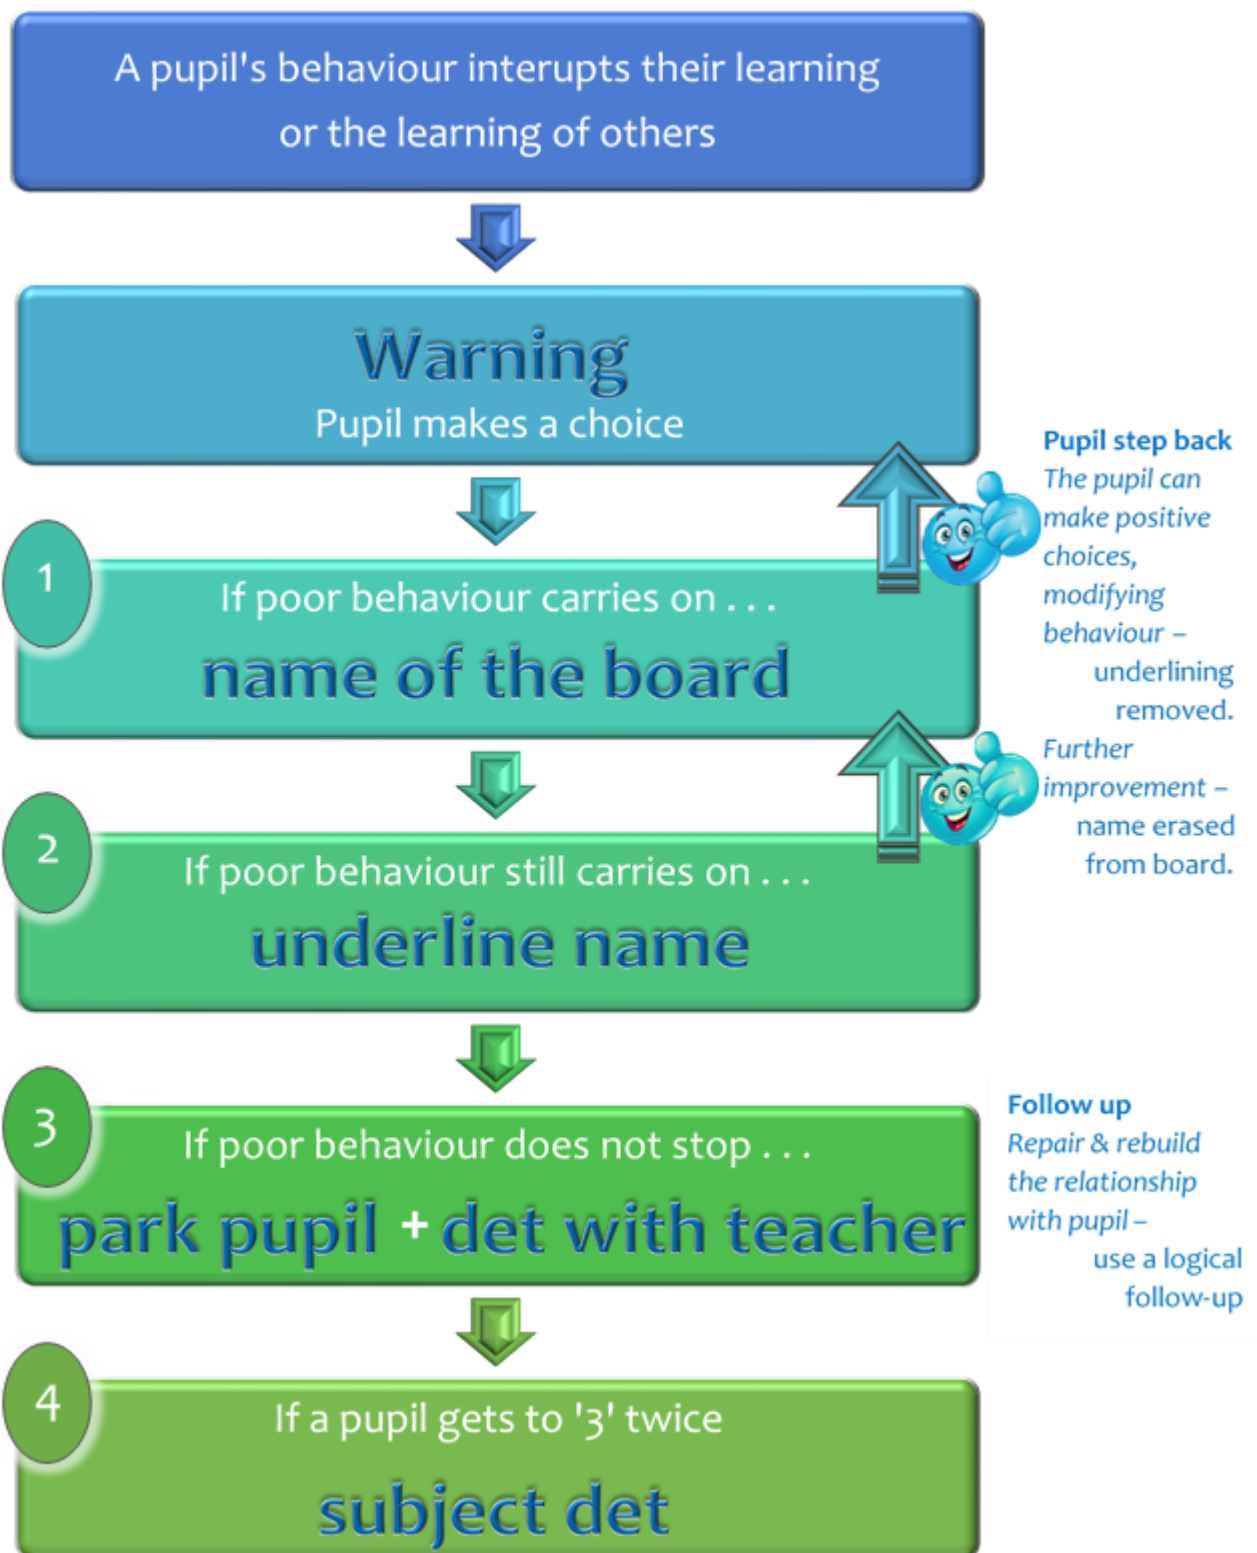 A pupil's behaviour interupts their learning
or the learning of others
Warning
Pupil makes a choice
Pupil step back
The pupil can
make positive
choices,
modifying
behaviour –
underlining
removed.
Further
improvement –
name erased
from board.
1
If poor behaviour carries on . . .
name of the board
2
If poor behaviour still carries on . . .
underline name
3
If poor behaviour does not stop . . .
park pupil + det with teacher
Follow up
Repair & rebuild
the relationship
with pupil –
use a logical
follow-up
4
If a pupil gets to '3' twice
subject det